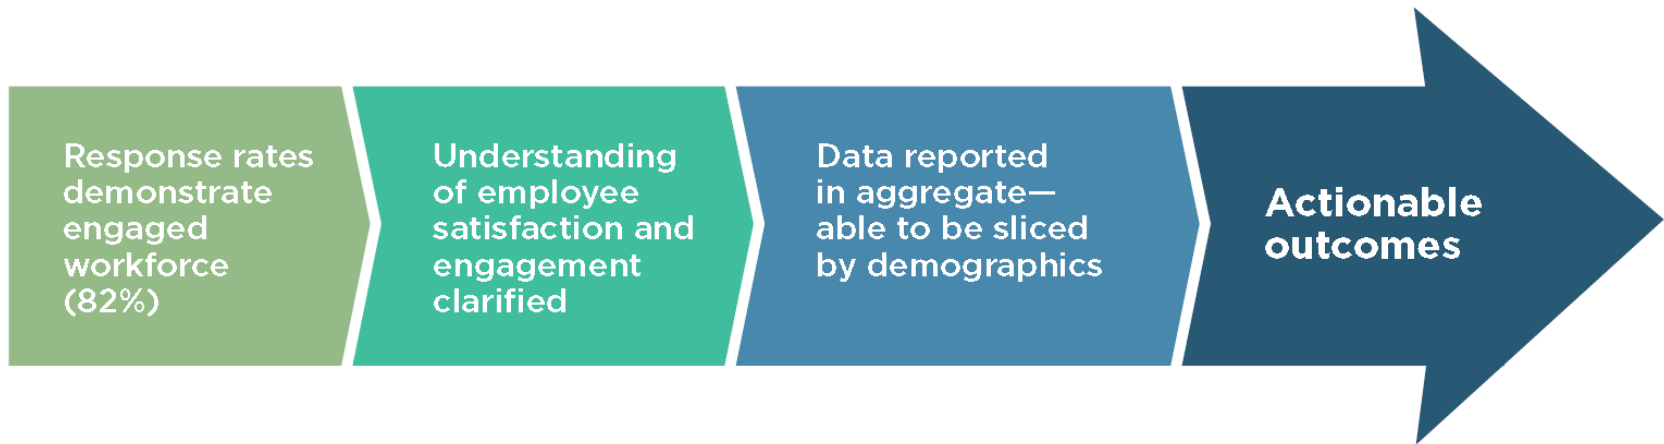 Response rates
demonstrate
engaged
workforce
(82%)
Understanding
of employee
satisfaction and
engagement
clarified
Data reported
in aggregate—
able to be sliced
by demographics
Actionable
outcomes